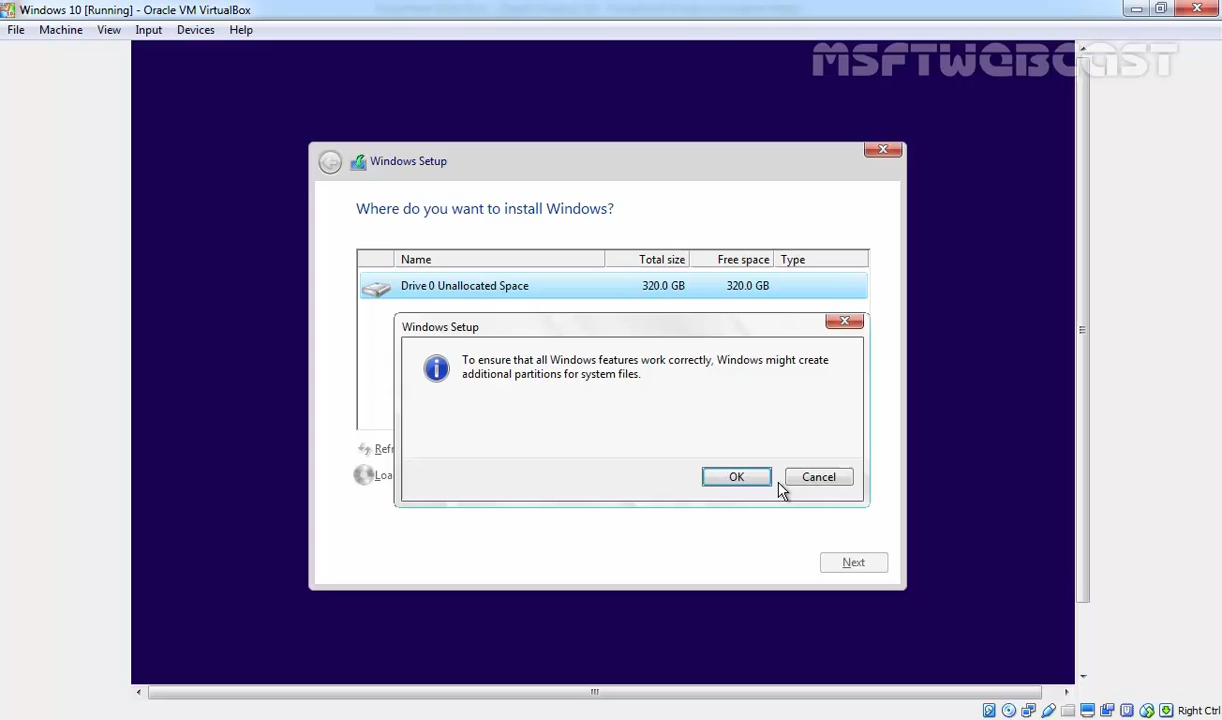 Windows 10 [Running] - Oracle VM VirtualBox
File Machine View Input Devices Help
MSFTWEBCAST
Windows Setup
Where do you want to install Windows?
Name Total size Free space Type
Drive 0 Unallocated Space 320.0 GB 320.0 GB
Windows Setup
To ensure that all Windows features work correctly, Windows might create
additional partitions for system files.
Refr
Loa
OK Cancel
Next
Right Ctrl